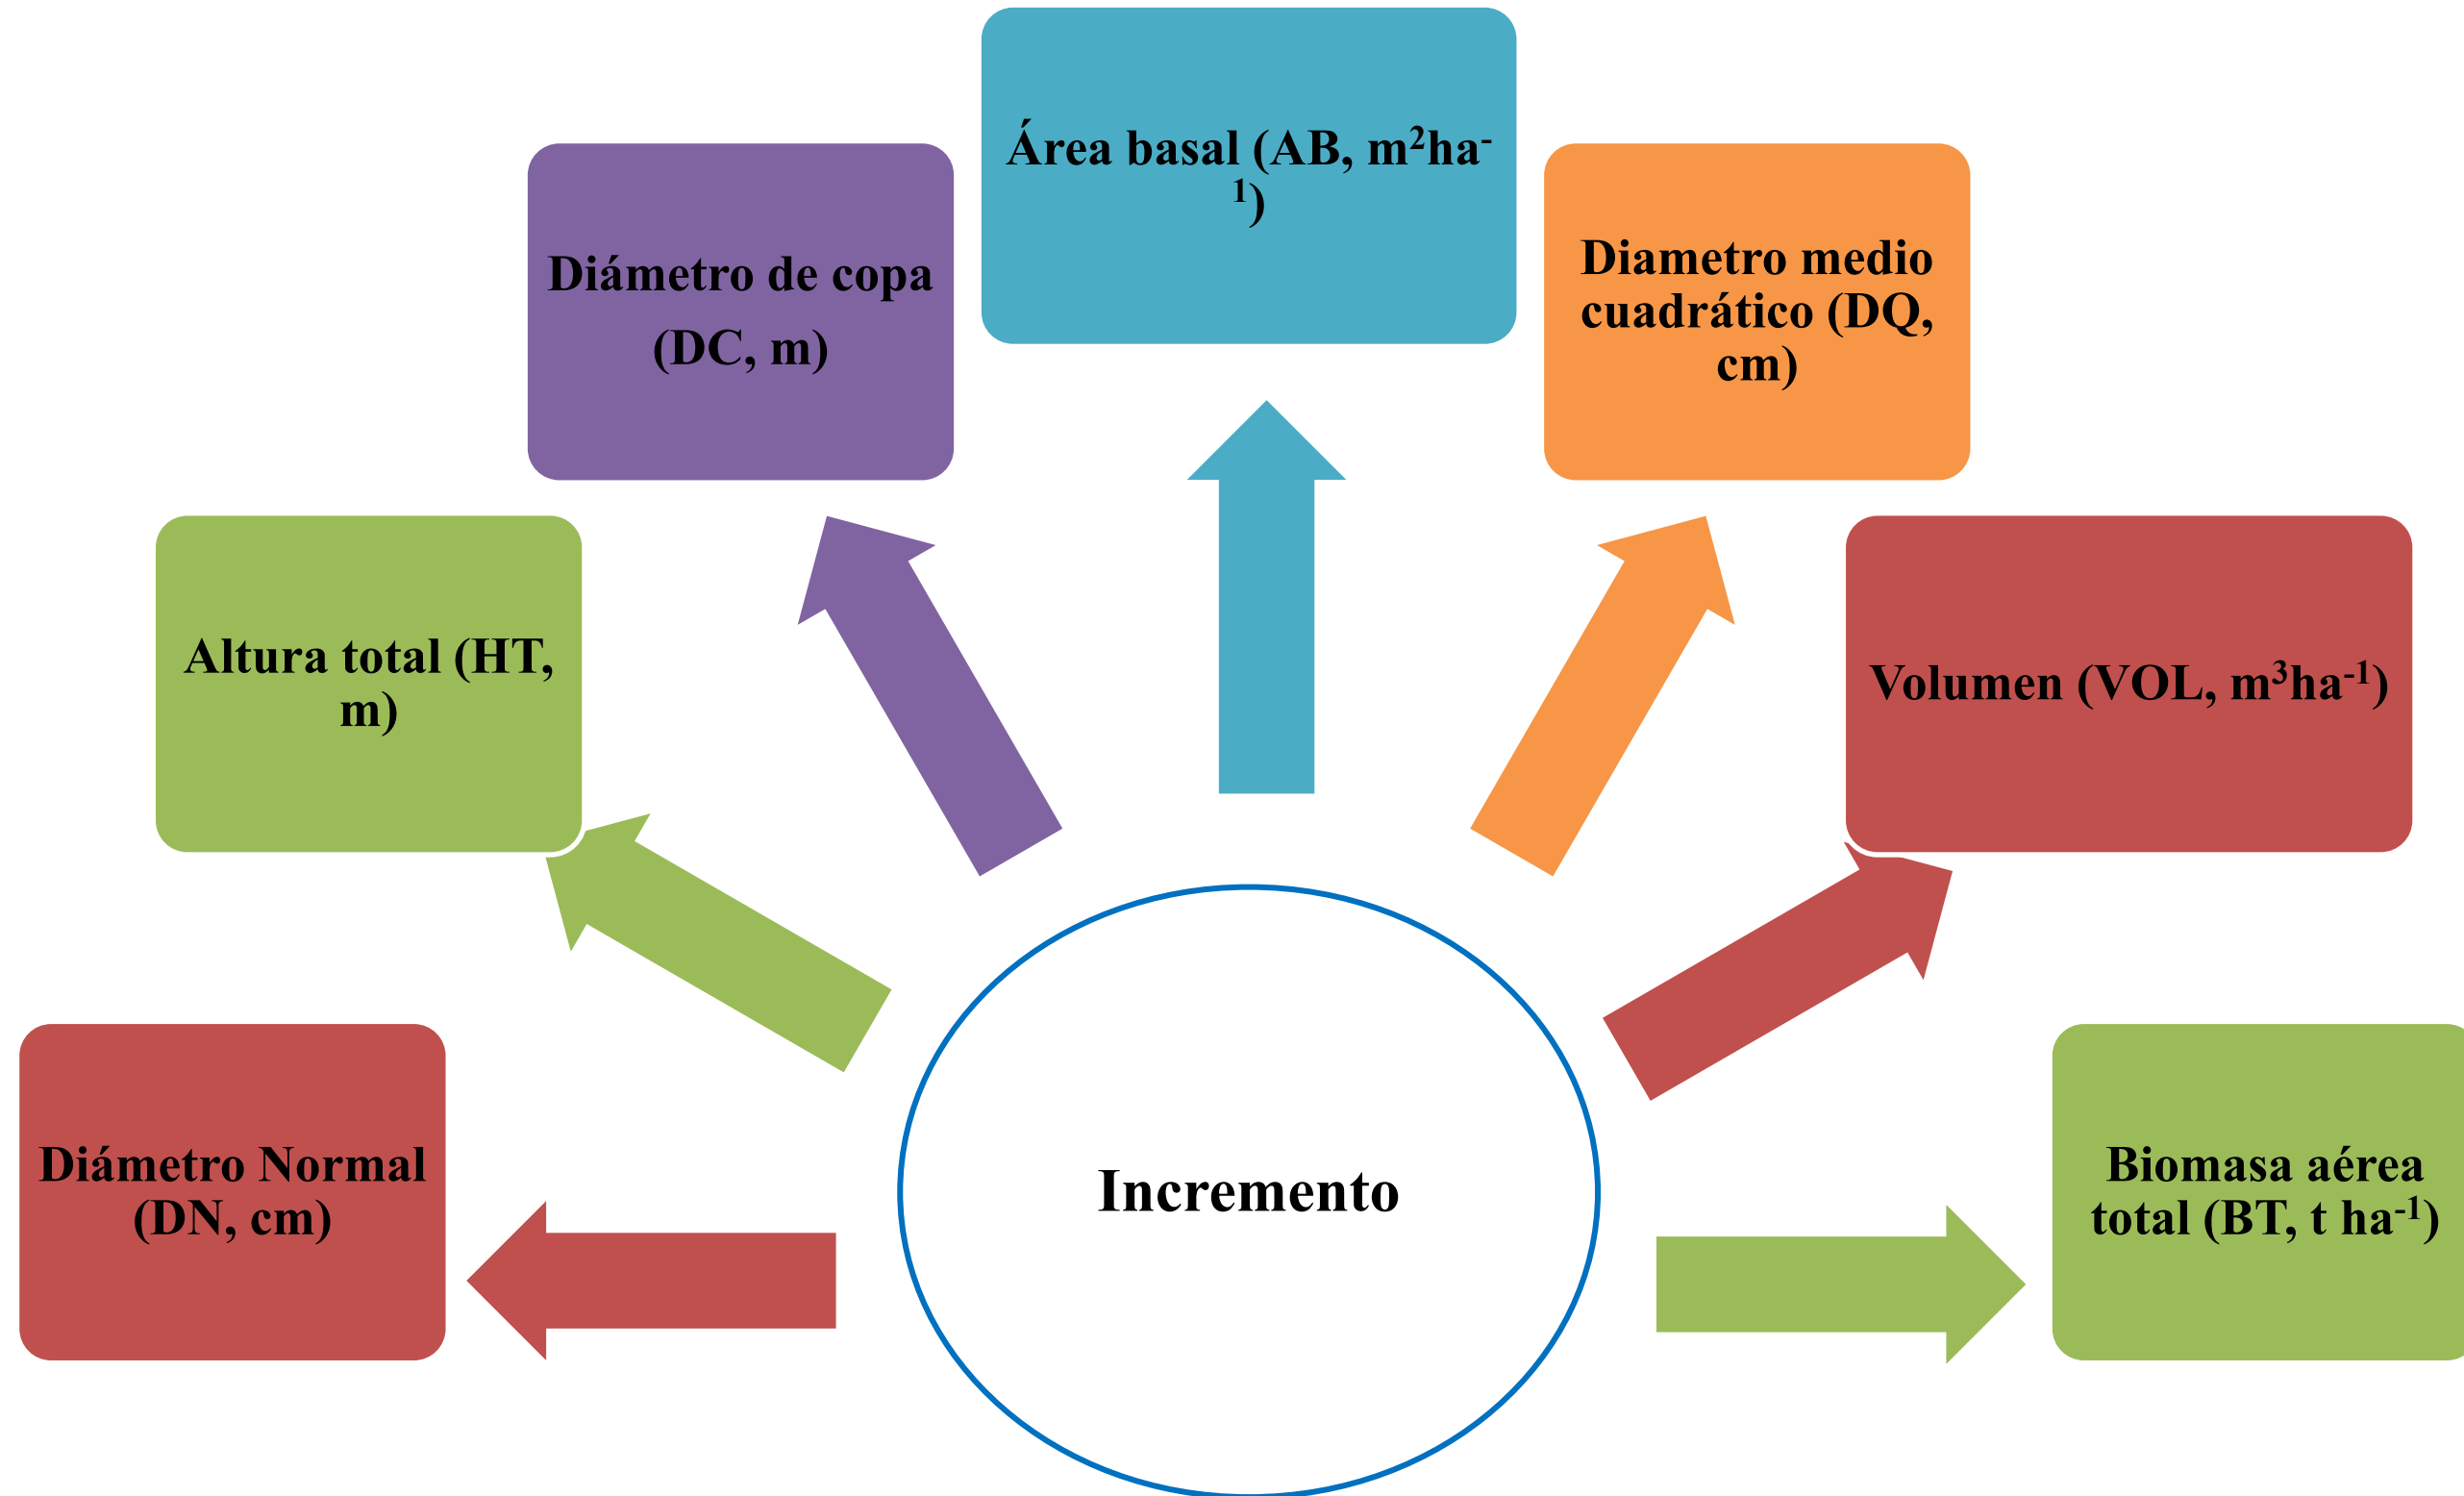 Área basal (AB, m²ha⁻
¹)
Diámetro de copa
(DC, m)
Diametro medio
cuadrático (DQ,
cm)
Altura total (HT,
m)
Volumen (VOL, m³ha⁻¹)
Diámetro Normal
(DN, cm)
Incremento
Biomasa aérea
total (BT, t ha⁻¹)